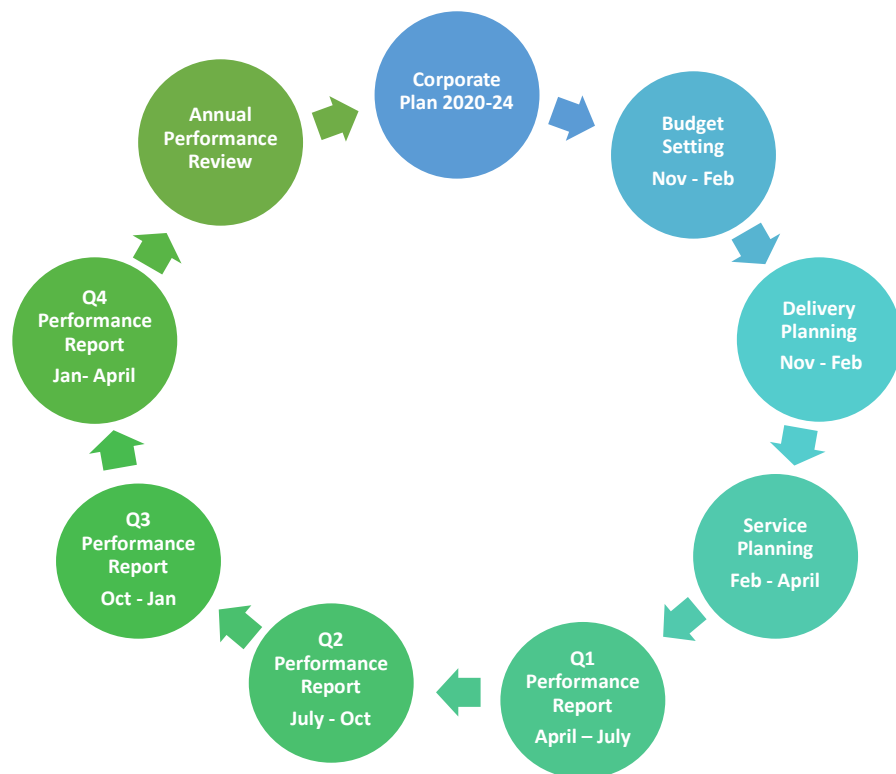 Corporate
Plan 2020-24
Budget
Setting
Nov - Feb
Delivery
Planning
Nov - Feb
Service
Planning
Feb - April
Q1
Performance
Report
April – July
Q2
Performance
Report
July - Oct
Q3
Performance
Report
Oct - Jan
Q4
Performance
Report
Jan- April
Annual
Performance
Review